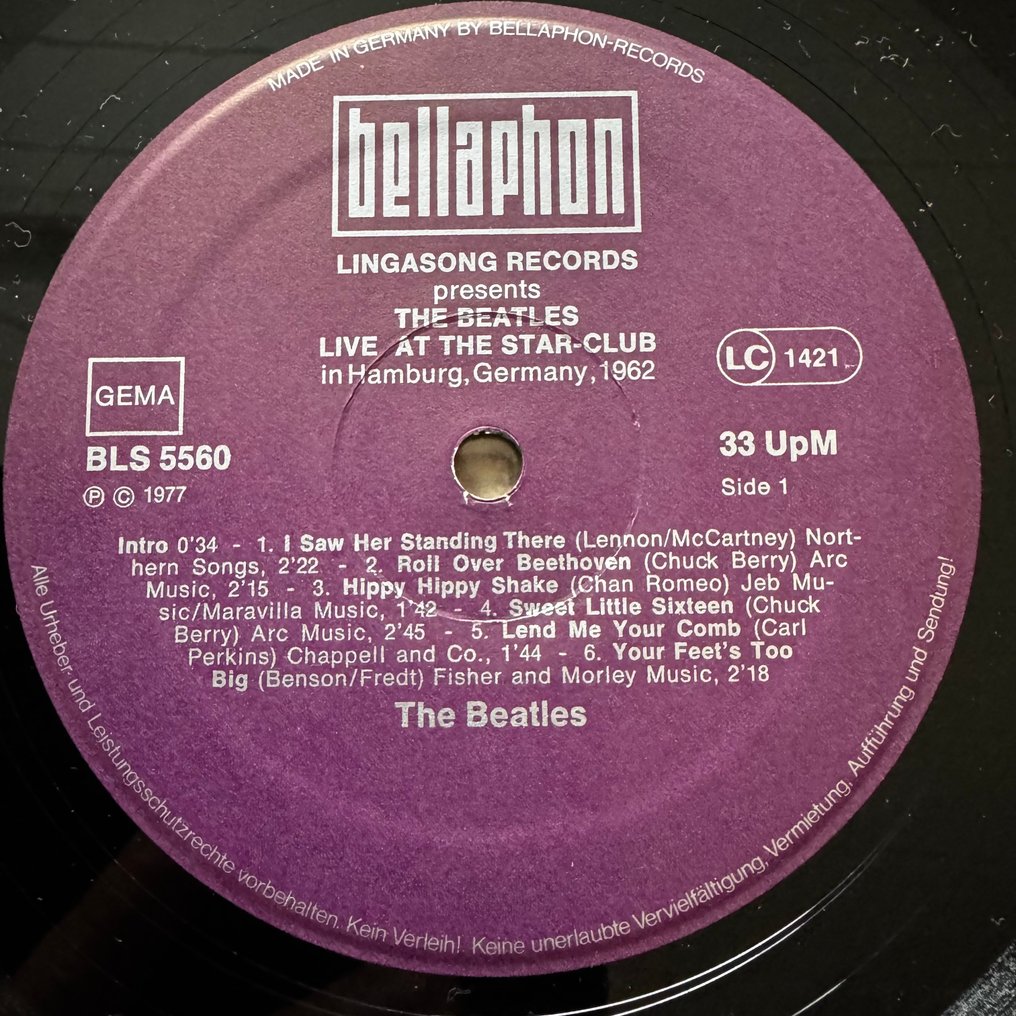 MADE IN GERMANY BY BELLAPHON-RECORDS
bellaphon
LINGASONG RECORDS
presents
THE BEATLES
LIVE AT THE STAR-CLUB
in Hamburg, Germany, 1962
GEMA
BLS 5560
Ⓟ © 1977
LC 1421
33 UpM
Side 1
Intro 0'34 - 1. I Saw Her Standing There (Lennon/McCartney) Nort-
hern Songs, 2'22 - 2. Roll Over Beethoven (Chuck Berry) Arc
Music, 2'15 - 3. Hippy Hippy Shake (Chan Romeo) Jeb Mu-
sic/Maravilla Music, 1'42 - 4. Sweet Little Sixteen (Chuck
Berry) Arc Music, 2'45 - 5. Lend Me Your Comb (Carl
Perkins) Chappell and Co., 1'44 - 6. Your Feet's Too
Big (Benson/Fredt) Fisher and Morley Music, 2'18
The Beatles
Alle Urheber- und Leistungsschutzrechte vorbehalten. Kein Verleih! Keine unerlaubte Vervielfältigung, Vermietung, Aufführung und Sendung!